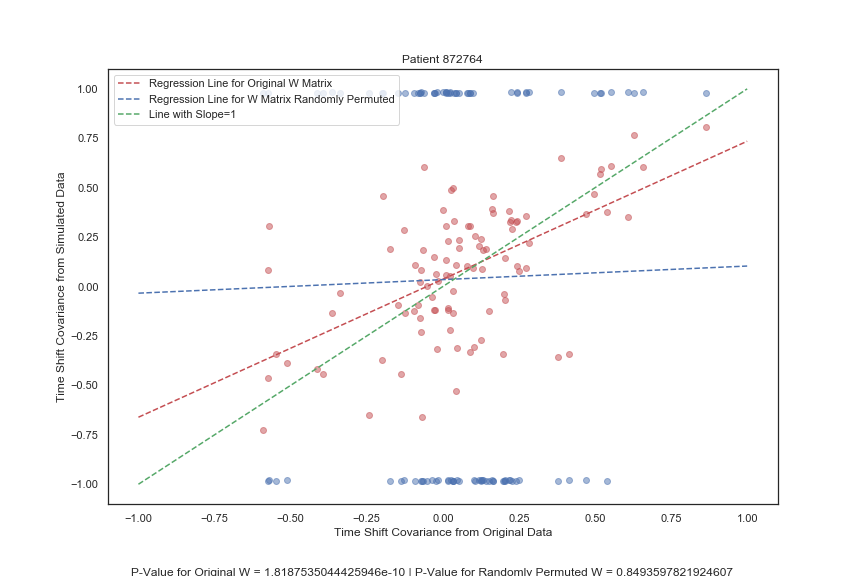 Patient 872764
Regression Line for Original W Matrix
Regression Line for W Matrix Randomly Permuted
Line with Slope=1
Time Shift Covariance from Simulated Data
1.00
0.75
0.50
0.25
0.00
−0.25
−0.50
−0.75
−1.00
−1.00 −0.75 −0.50 −0.25 0.00 0.25 0.50 0.75 1.00
Time Shift Covariance from Original Data
P-Value for Original W = 1.8187535044425946e-10 | P-Value for Randomly Permuted W = 0.8493597821924607